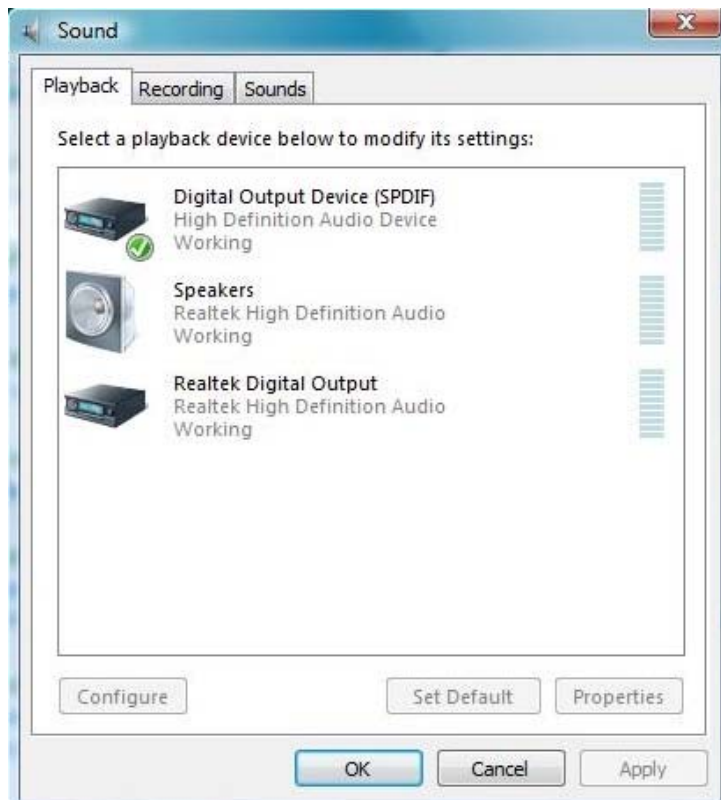 Sound
Playback Recording Sounds
Select a playback device below to modify its settings:
Digital Output Device (SPDIF)
High Definition Audio Device
Working
Speakers
Realtek High Definition Audio
Working
Realtek Digital Output
Realtek High Definition Audio
Working
Configure Set Default Properties
OK Cancel Apply